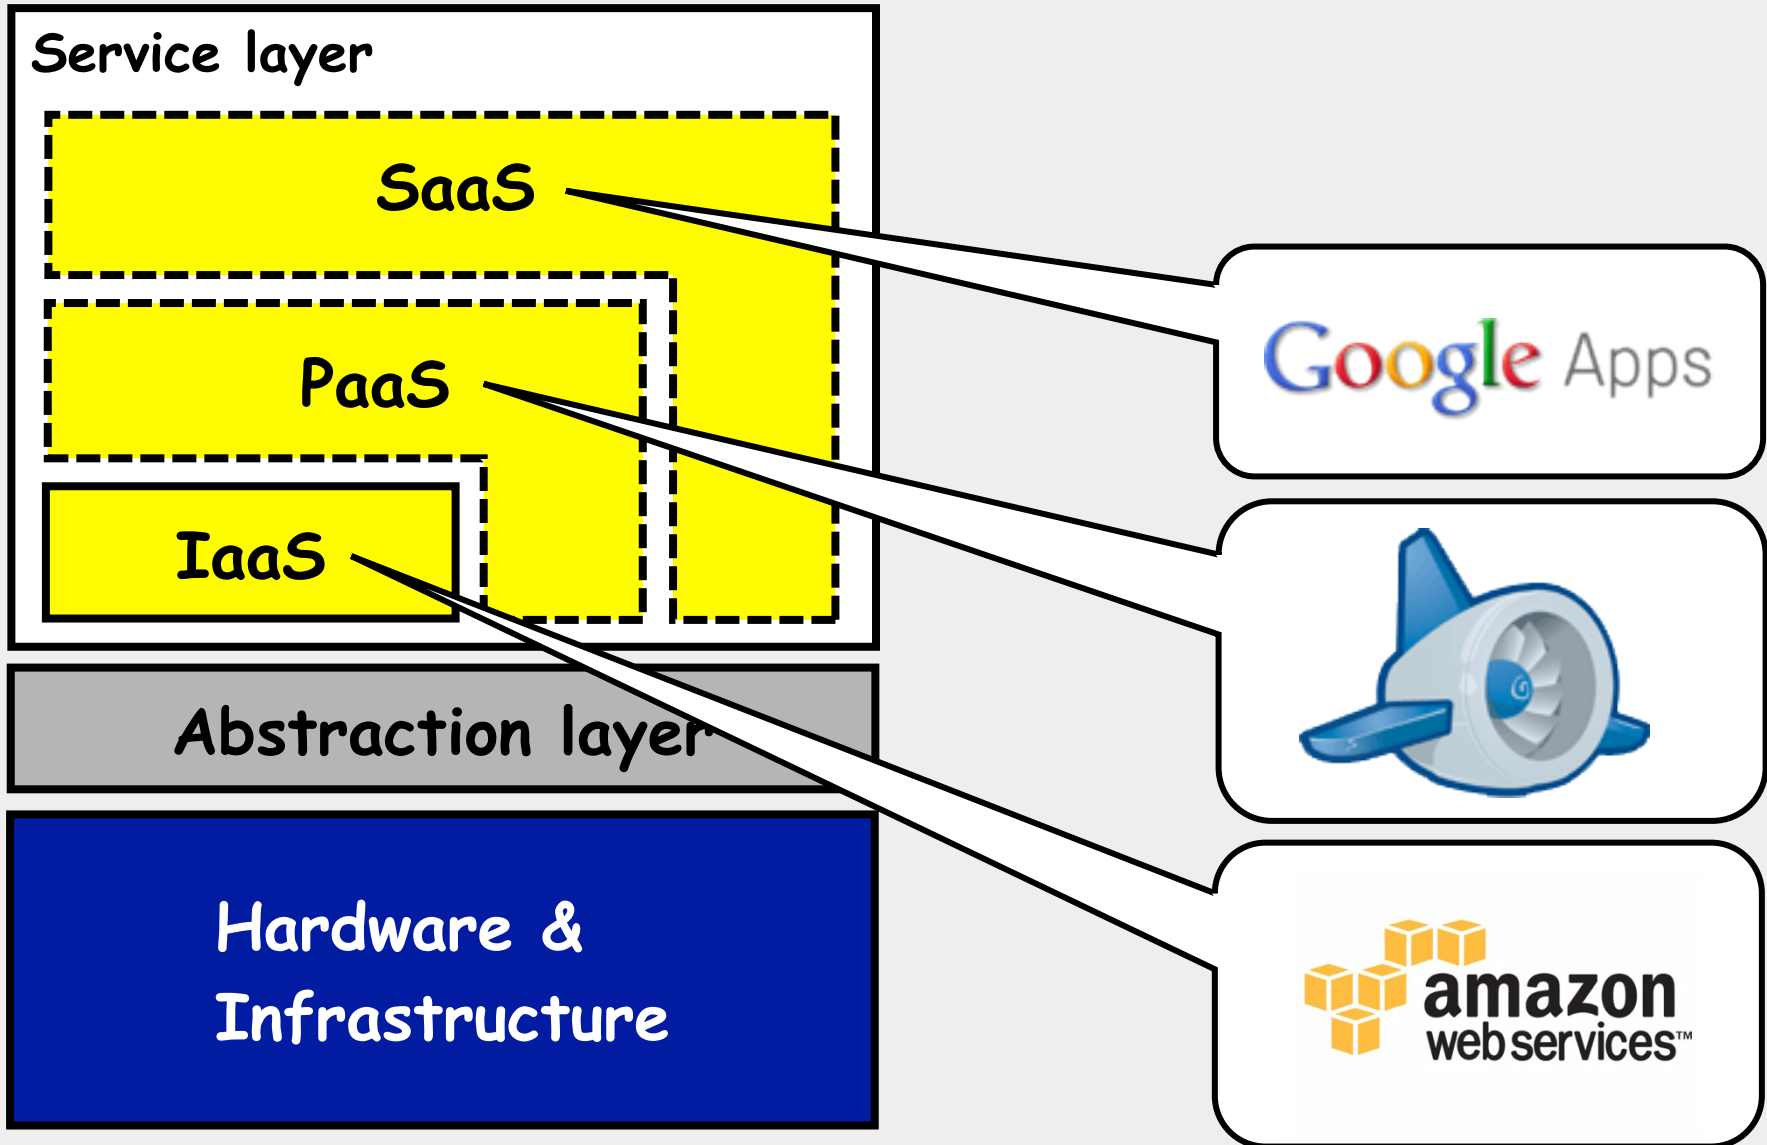 Service layer
SaaS
PaaS
IaaS
Abstraction layer
Hardware &
Infrastructure
Google Apps
G
amazon
web services™